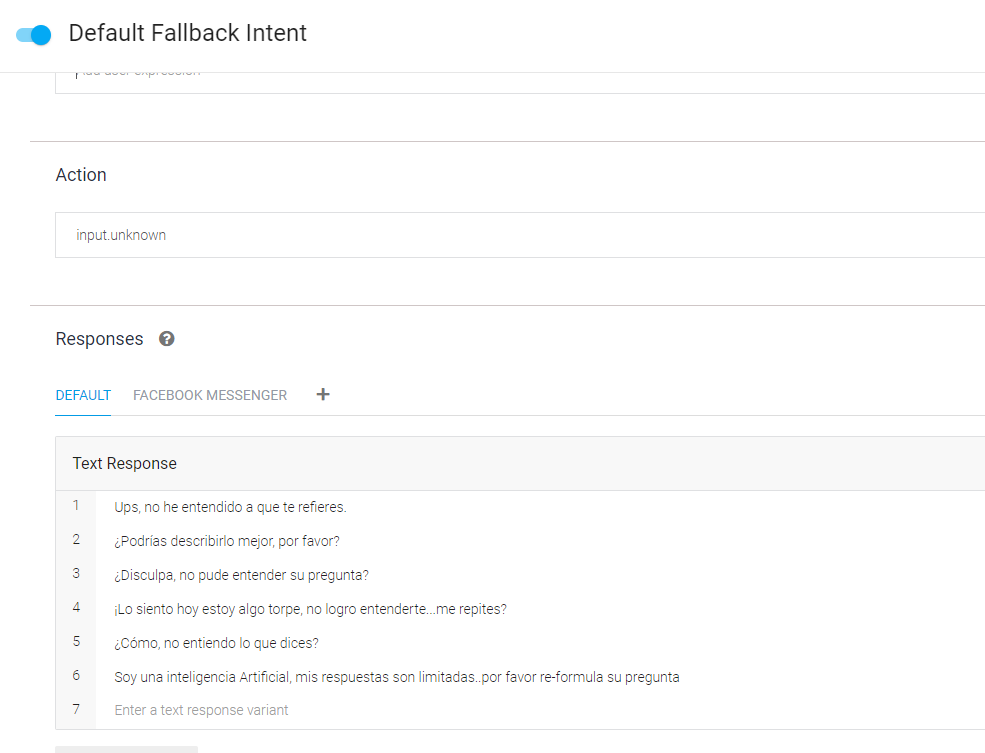 Default Fallback Intent
Add user expression
Action
input.unknown
Responses ?
DEFAULT FACEBOOK MESSENGER +
Text Response
1 Ups, no he entendido a que te refieres.
2 ¿Podrías describirlo mejor, por favor?
3 ¿Disculpa, no pude entender su pregunta?
4 ¡Lo siento hoy estoy algo torpe, no logro entenderte...me repites?
5 ¿Cómo, no entiendo lo que dices?
6 Soy una inteligencia Artificial, mis respuestas son limitadas..por favor re-formula su pregunta
7 Enter a text response variant